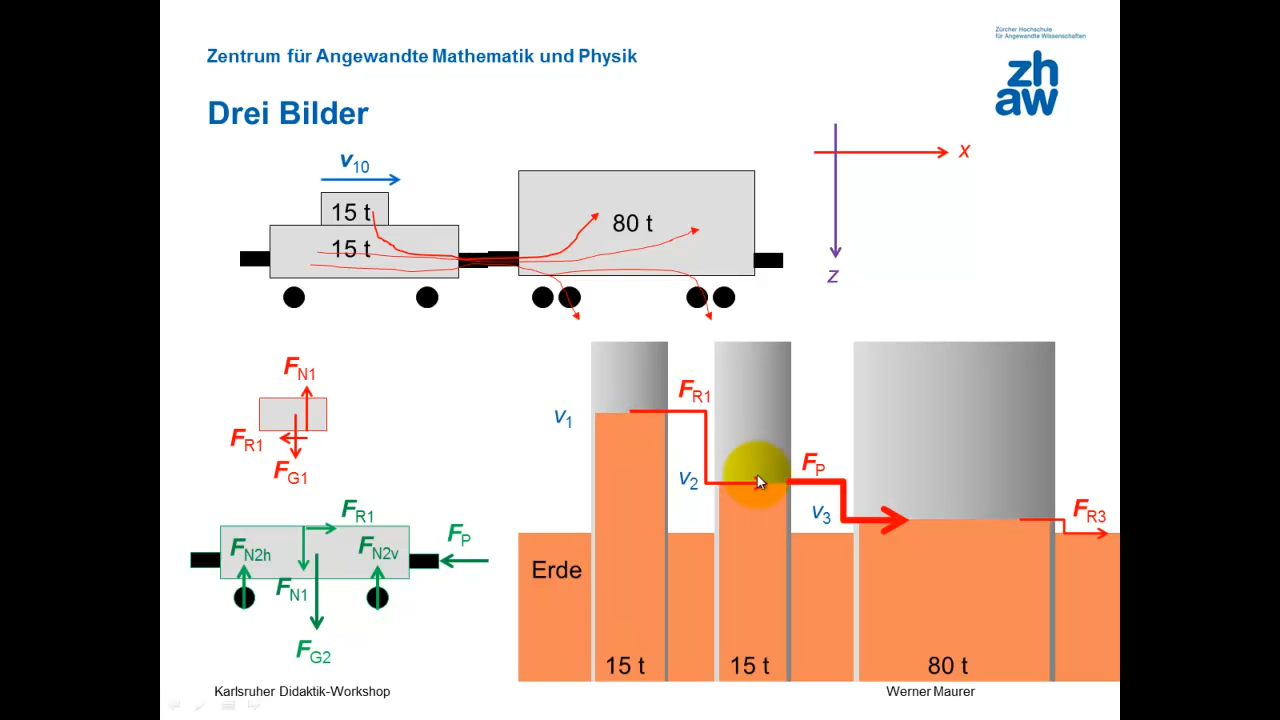 Zürcher Hochschule
für Angewandte Wissenschaften
Zentrum für Angewandte Mathematik und Physik
zh
aw
Drei Bilder
v10
x
15 t
80 t
15 t
z
FN1
FR1
FG1
v1
FR1
v2
FP
v3
FR3
FR1
FP
FN2h
FN2v
FN1
FG2
Erde
15 t
15 t
80 t
Karlsruher Didaktik-Workshop
Werner Maurer